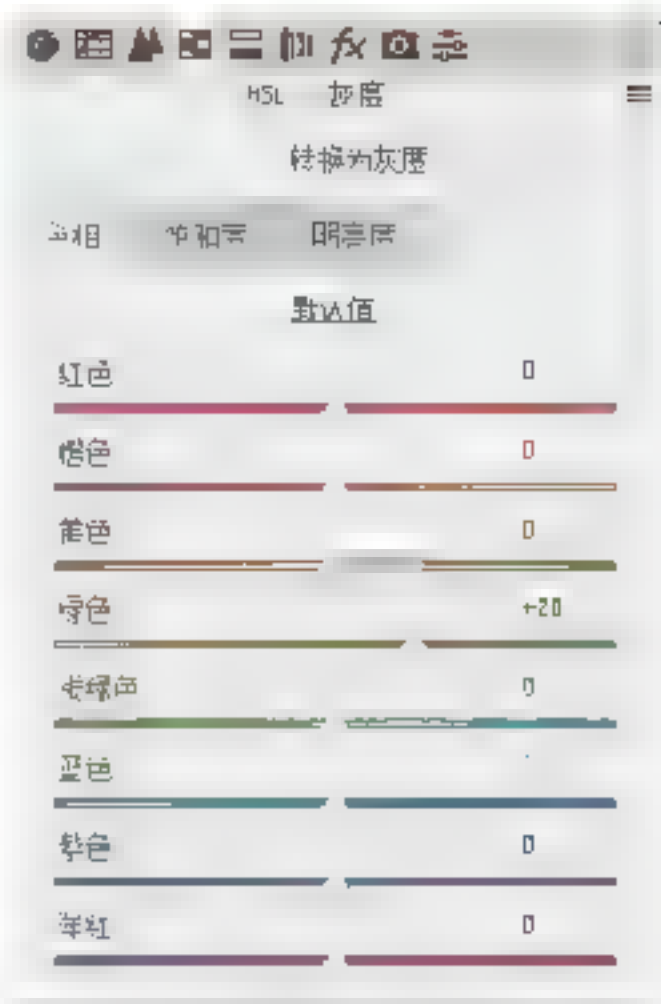 HSL 灰度
转换为灰度
色相 饱和度 明亮度
默认值
红色 0
橙色 0
黄色 0
绿色 +20
浅绿色 0
蓝色
紫色 0
洋红 0